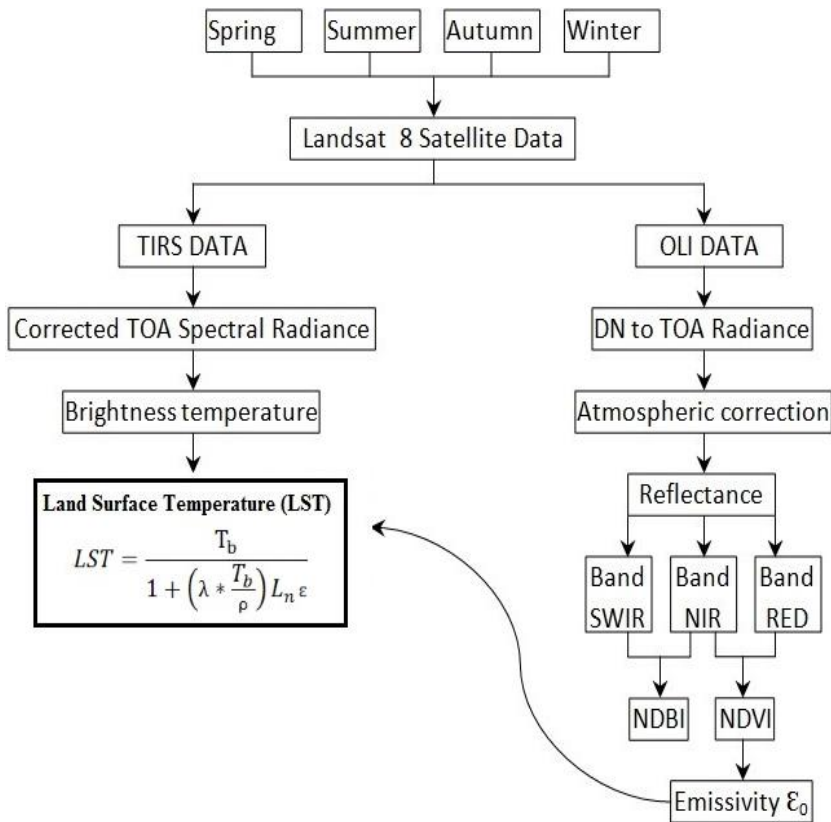 Spring
Summer
Autumn
Winter
Landsat 8 Satellite Data
TIRS DATA
OLI DATA
Corrected TOA Spectral Radiance
DN to TOA Radiance
Brightness temperature
Atmospheric correction
Land Surface Temperature (LST)
LST = T_b / (1 + (λ * T_b/ρ) L_n ε)
Reflectance
Band
SWIR
Band
NIR
Band
RED
NDBI
NDVI
Emissivity Ɛ₀